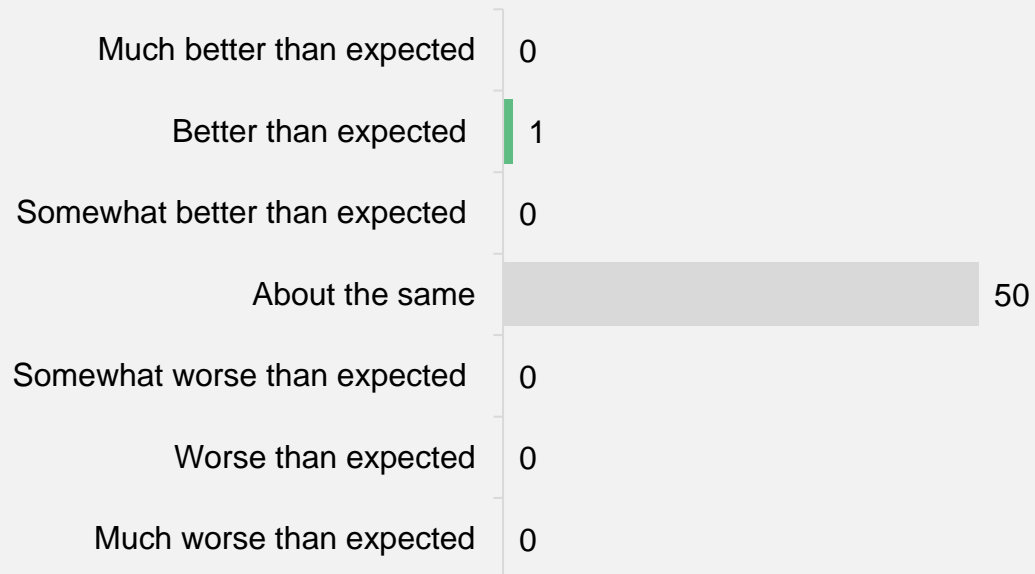 Much better than expected 0
Better than expected 1
Somewhat better than expected 0
About the same 50
Somewhat worse than expected 0
Worse than expected 0
Much worse than expected 0